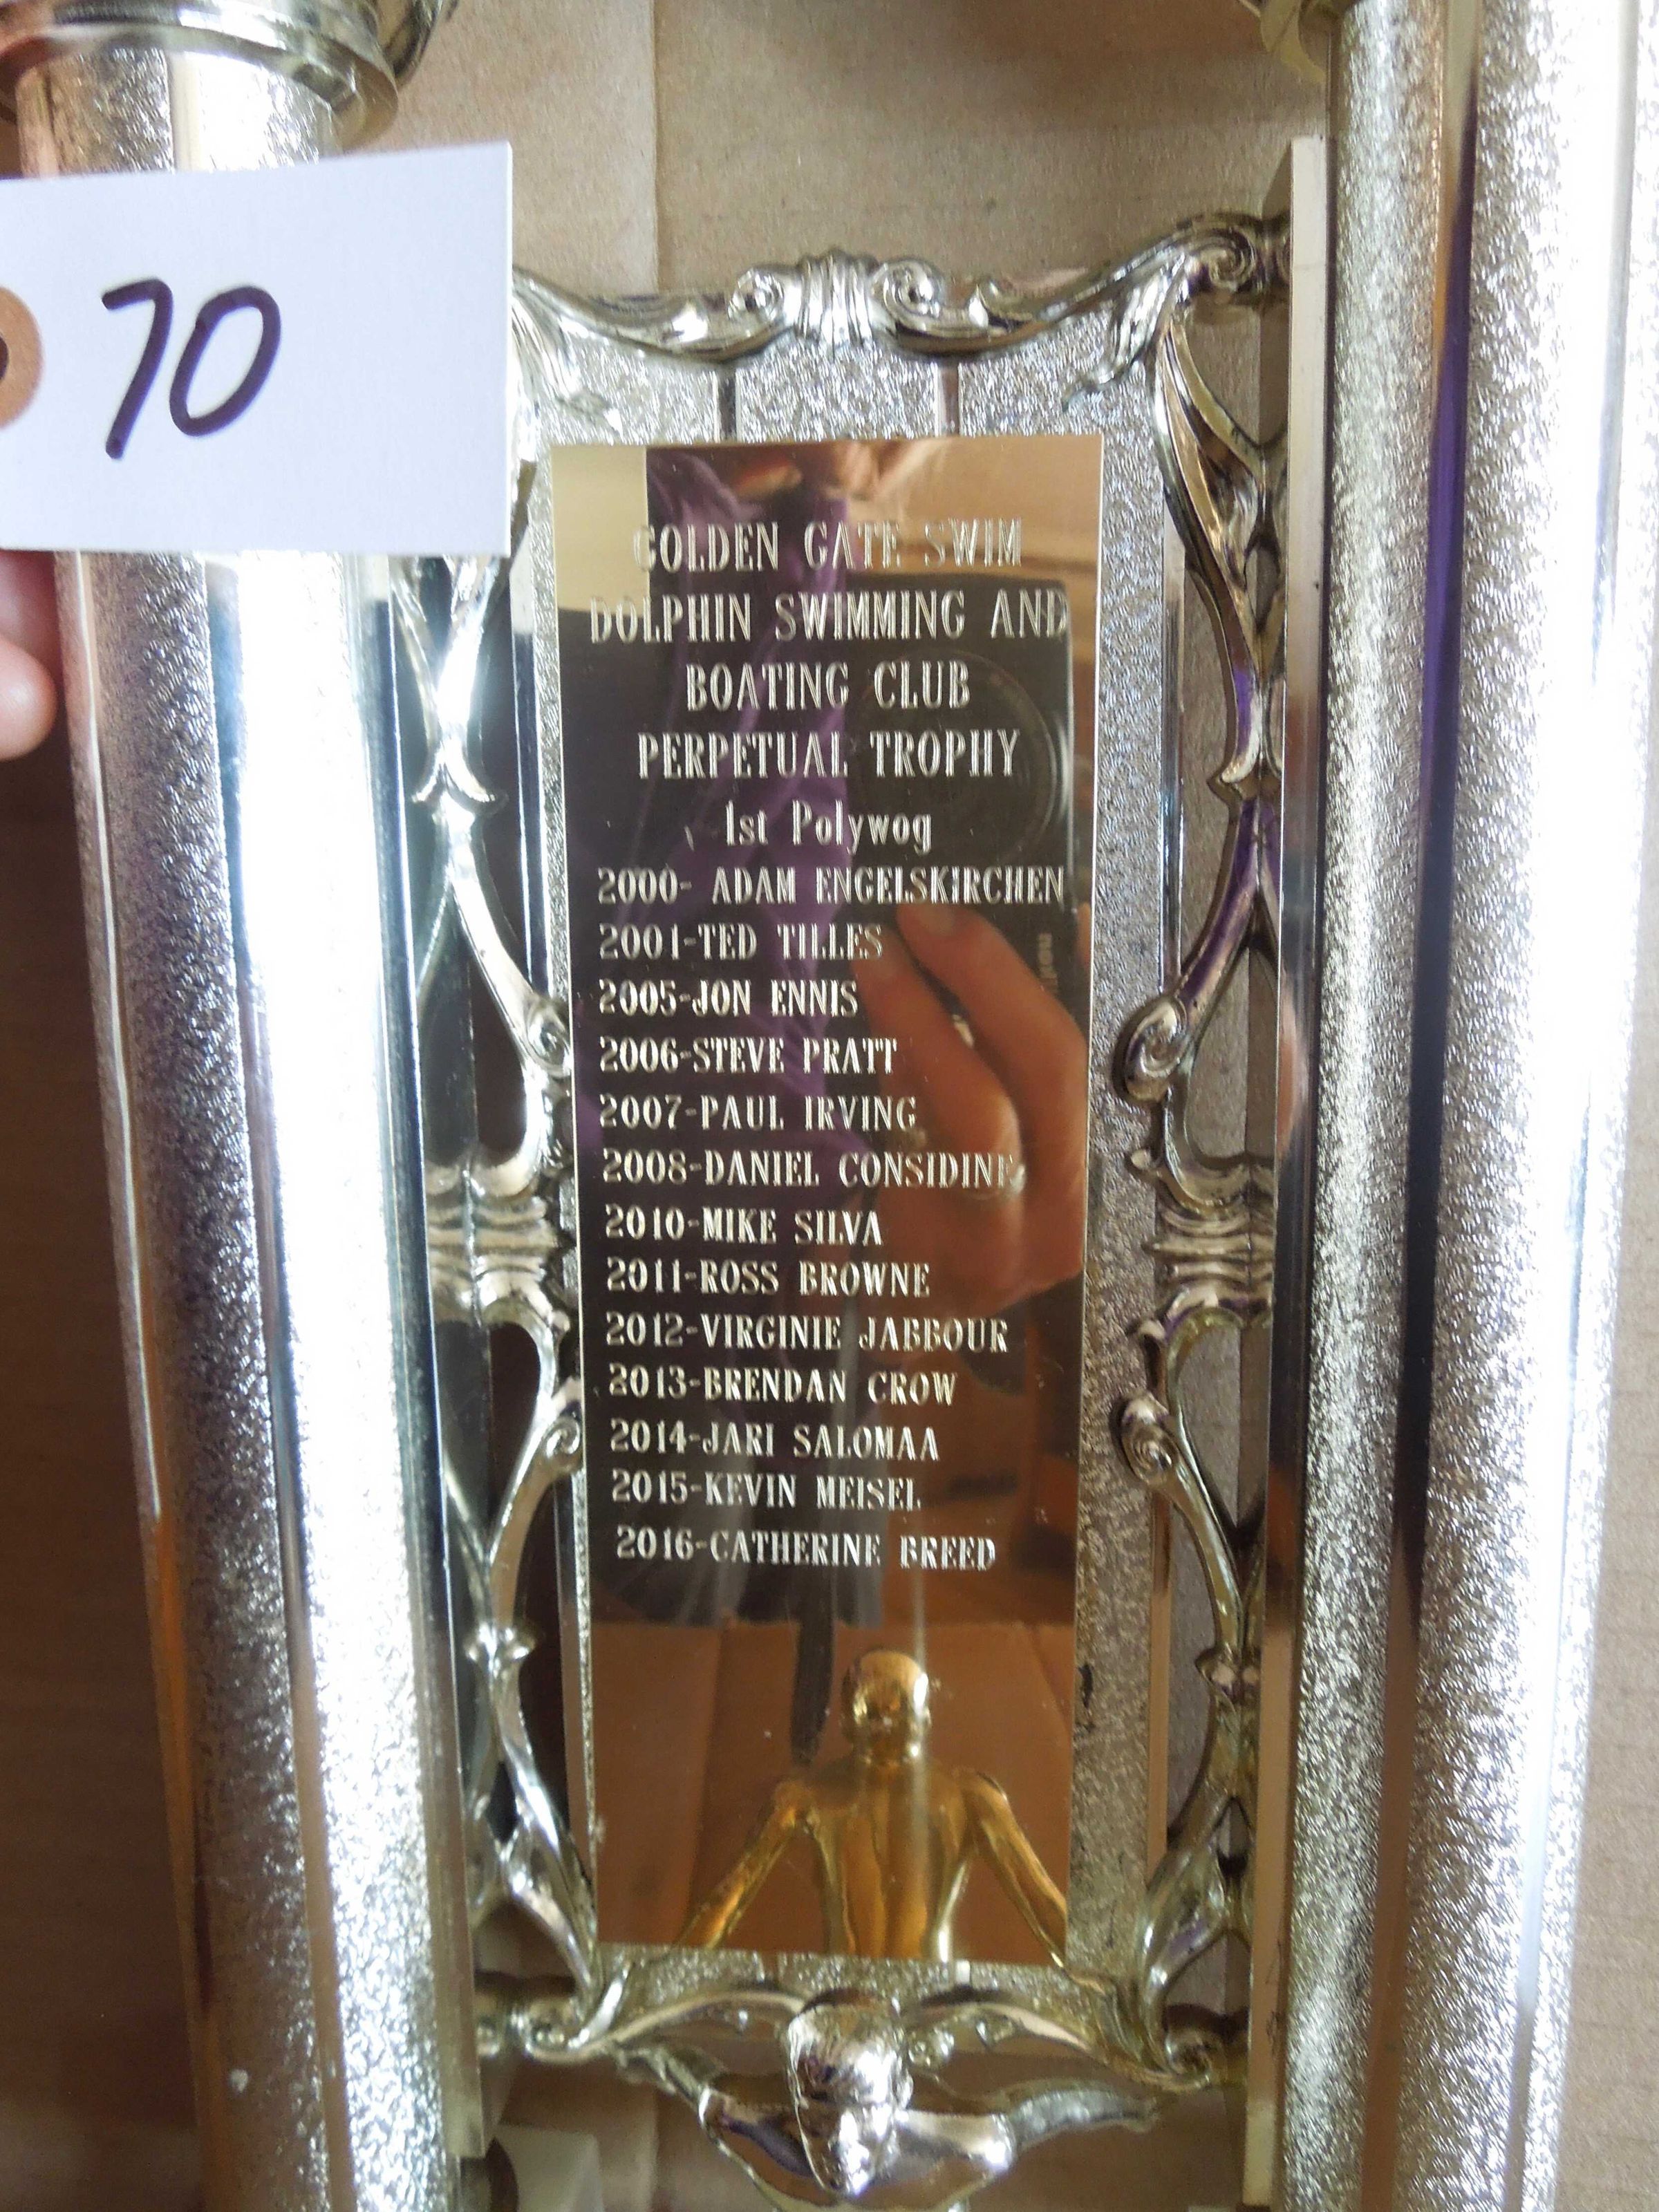 70
GOLDEN GATE SWIM
DOLPHIN SWIMMING AND
BOATING CLUB
PERPETUAL TROPHY
1st Polywog
2000- ADAM ENGELSKIRCHEN
2001-TED TILLES
2005-JON ENNIS
2006-STEVE PRATT
2007-PAUL IRVING
2008-DANIEL CONSIDINE
2010-MIKE SILVA
2011-ROSS BROWNE
2012-VIRGINIE JABBOUR
2013-BRENDAN CROW
2014-JARI SALOMAA
2015-KEVIN MEISEL
2016-CATHERINE BREED